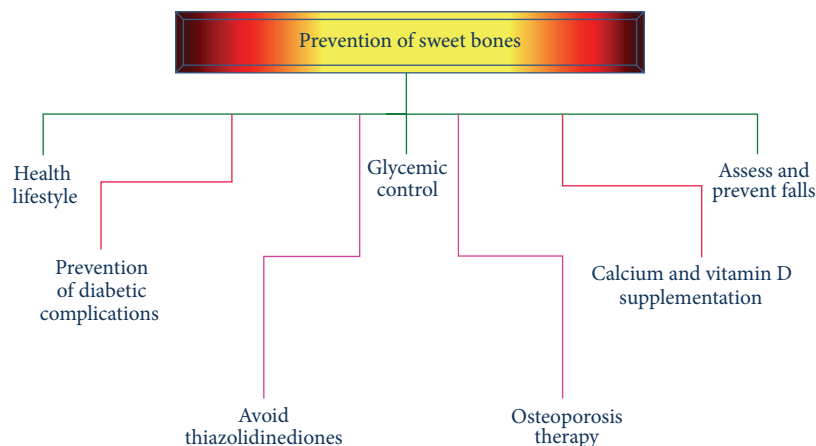 Prevention of sweet bones
Health
lifestyle
Glycemic
control
Assess and
prevent falls
Prevention
of diabetic
complications
Calcium and vitamin D
supplementation
Avoid
thiazolidinediones
Osteoporosis
therapy